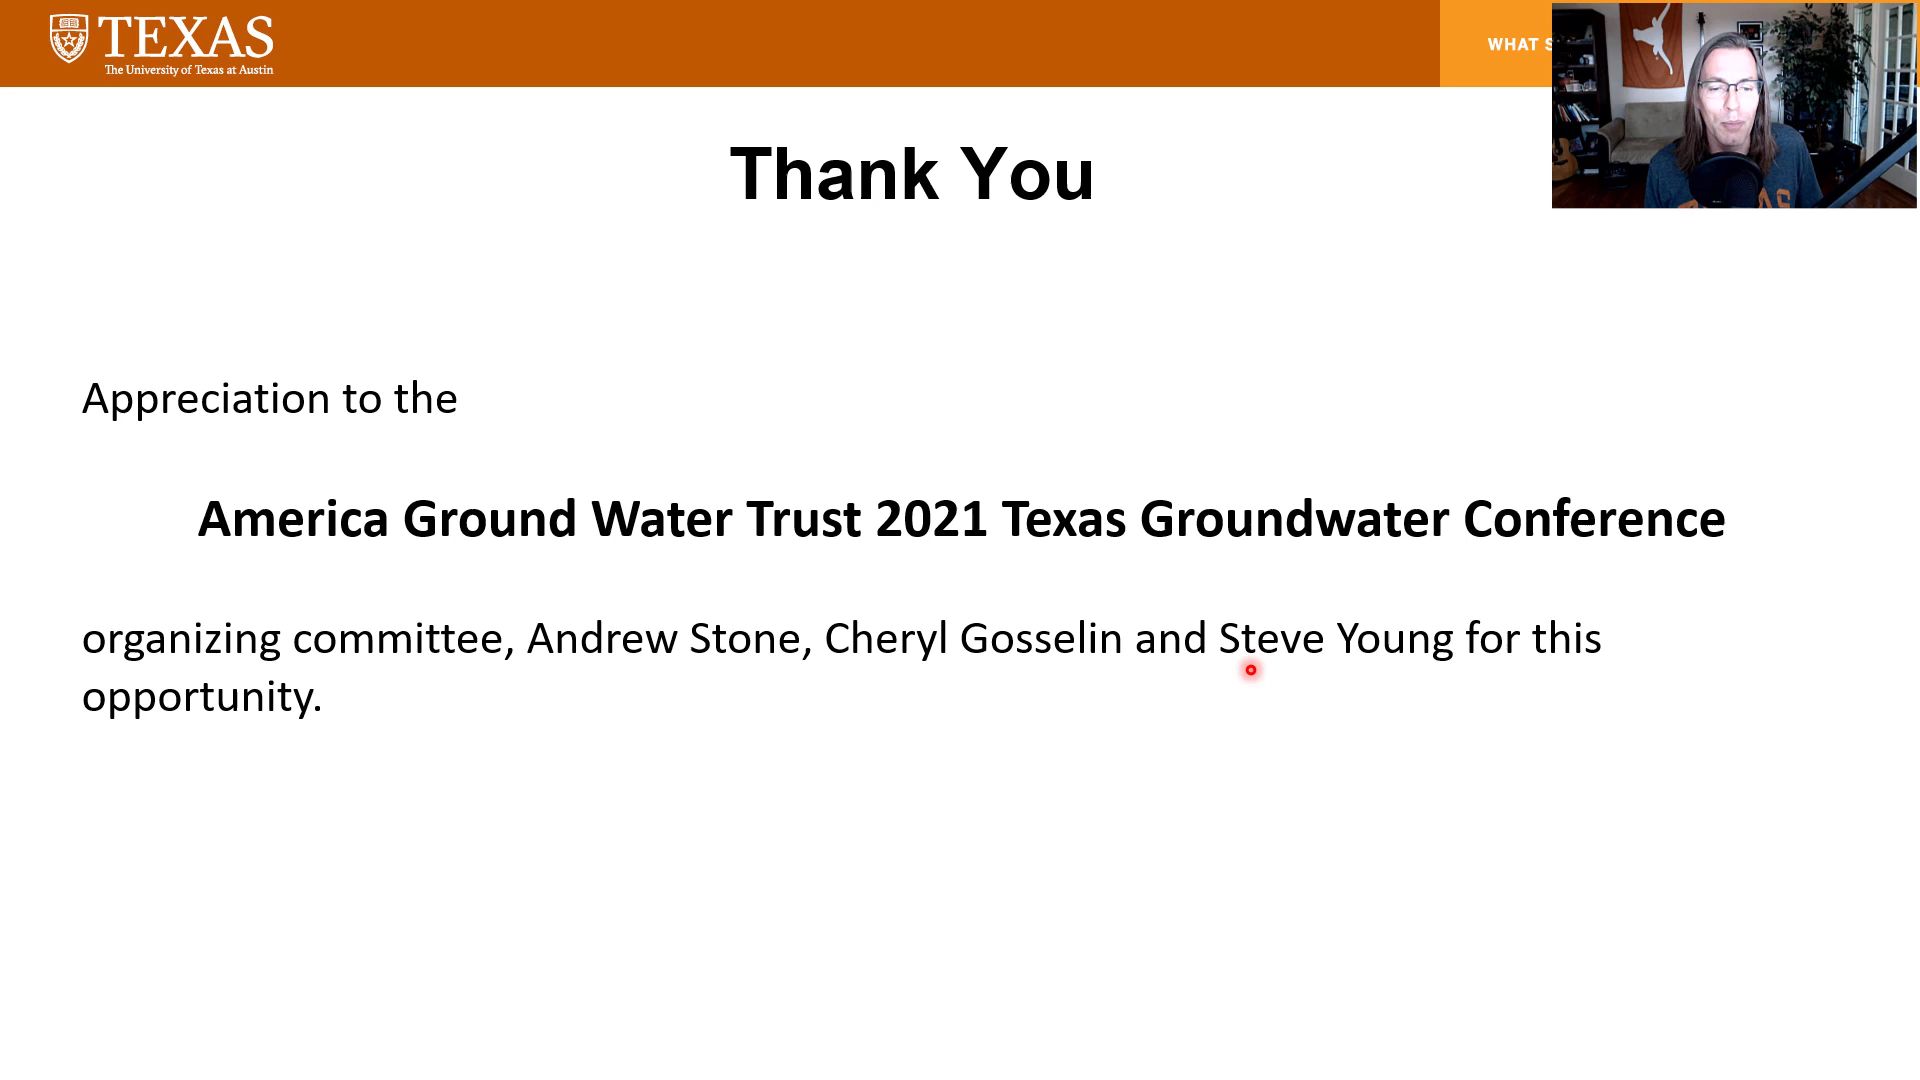 TEXAS
The University of Texas at Austin
WHAT S
Thank You
Appreciation to the
America Ground Water Trust 2021 Texas Groundwater Conference
organizing committee, Andrew Stone, Cheryl Gosselin and Steve Young for this
opportunity.